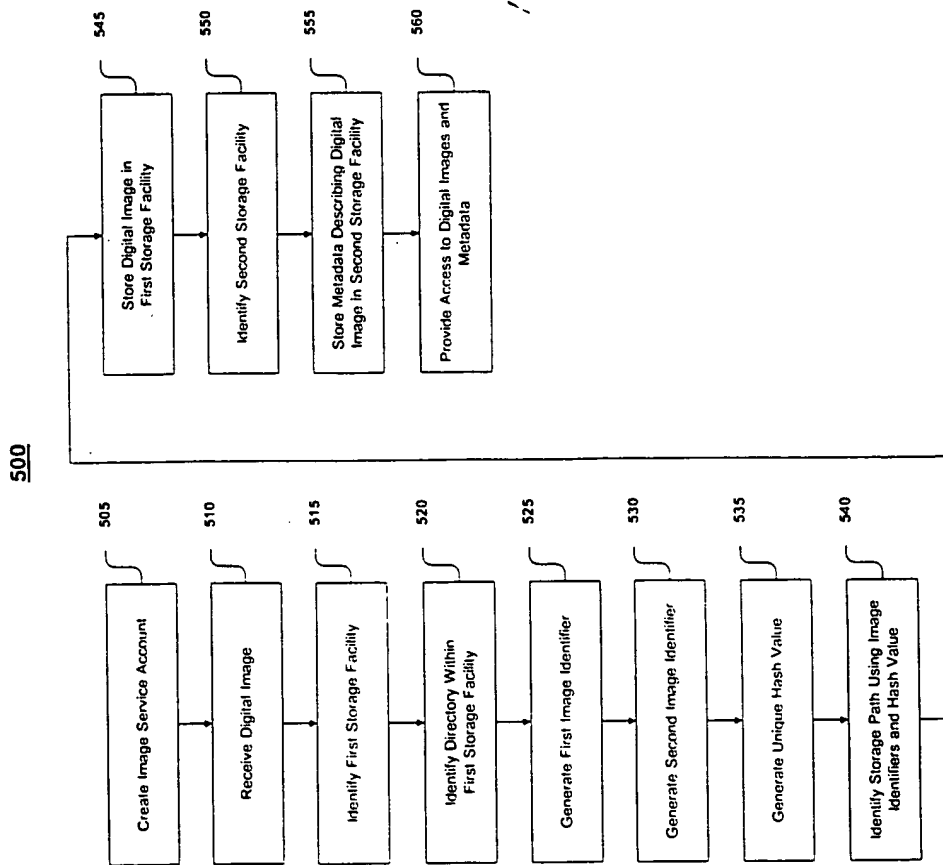 500
505
Create Image Service Account
510
Receive Digital Image
515
Identify First Storage Facility
520
Identify Directory Within
First Storage Facility
525
Generate First Image Identifier
530
Generate Second Image Identifier
535
Generate Unique Hash Value
540
Identify Storage Path Using Image
Identifiers and Hash Value
545
Store Digital Image in
First Storage Facility
550
Identify Second Storage Facility
555
Store Metadata Describing Digital
Image In Second Storage Facility
560
Provide Access to Digital Images and
Metadata